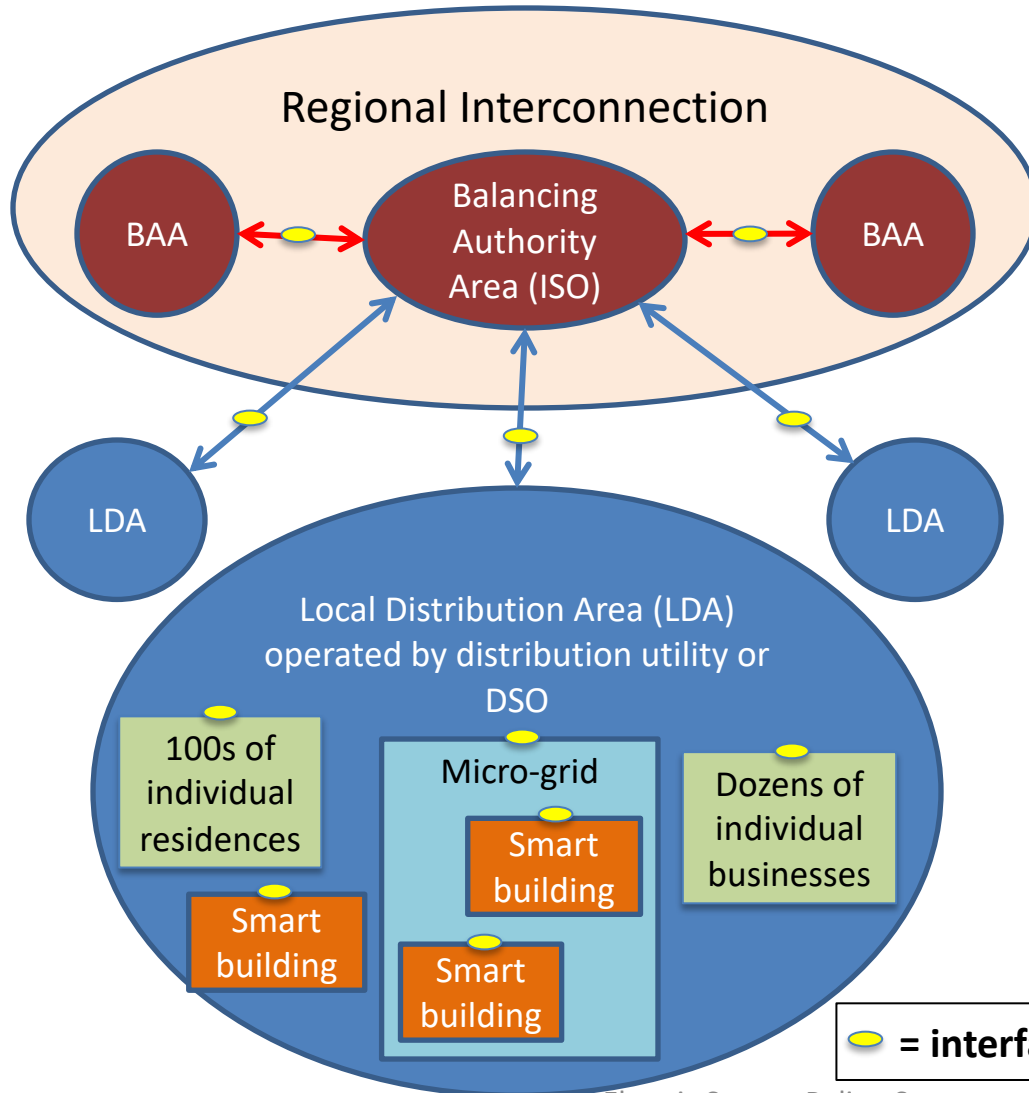 Regional Interconnection
BAA
Balancing
Authority
Area (ISO)
BAA
LDA
LDA
Local Distribution Area (LDA)
operated by distribution utility or
DSO
100s of
individual
residences
Micro-grid
Dozens of
individual
businesses
Smart
building
Smart
building
Smart
building
=